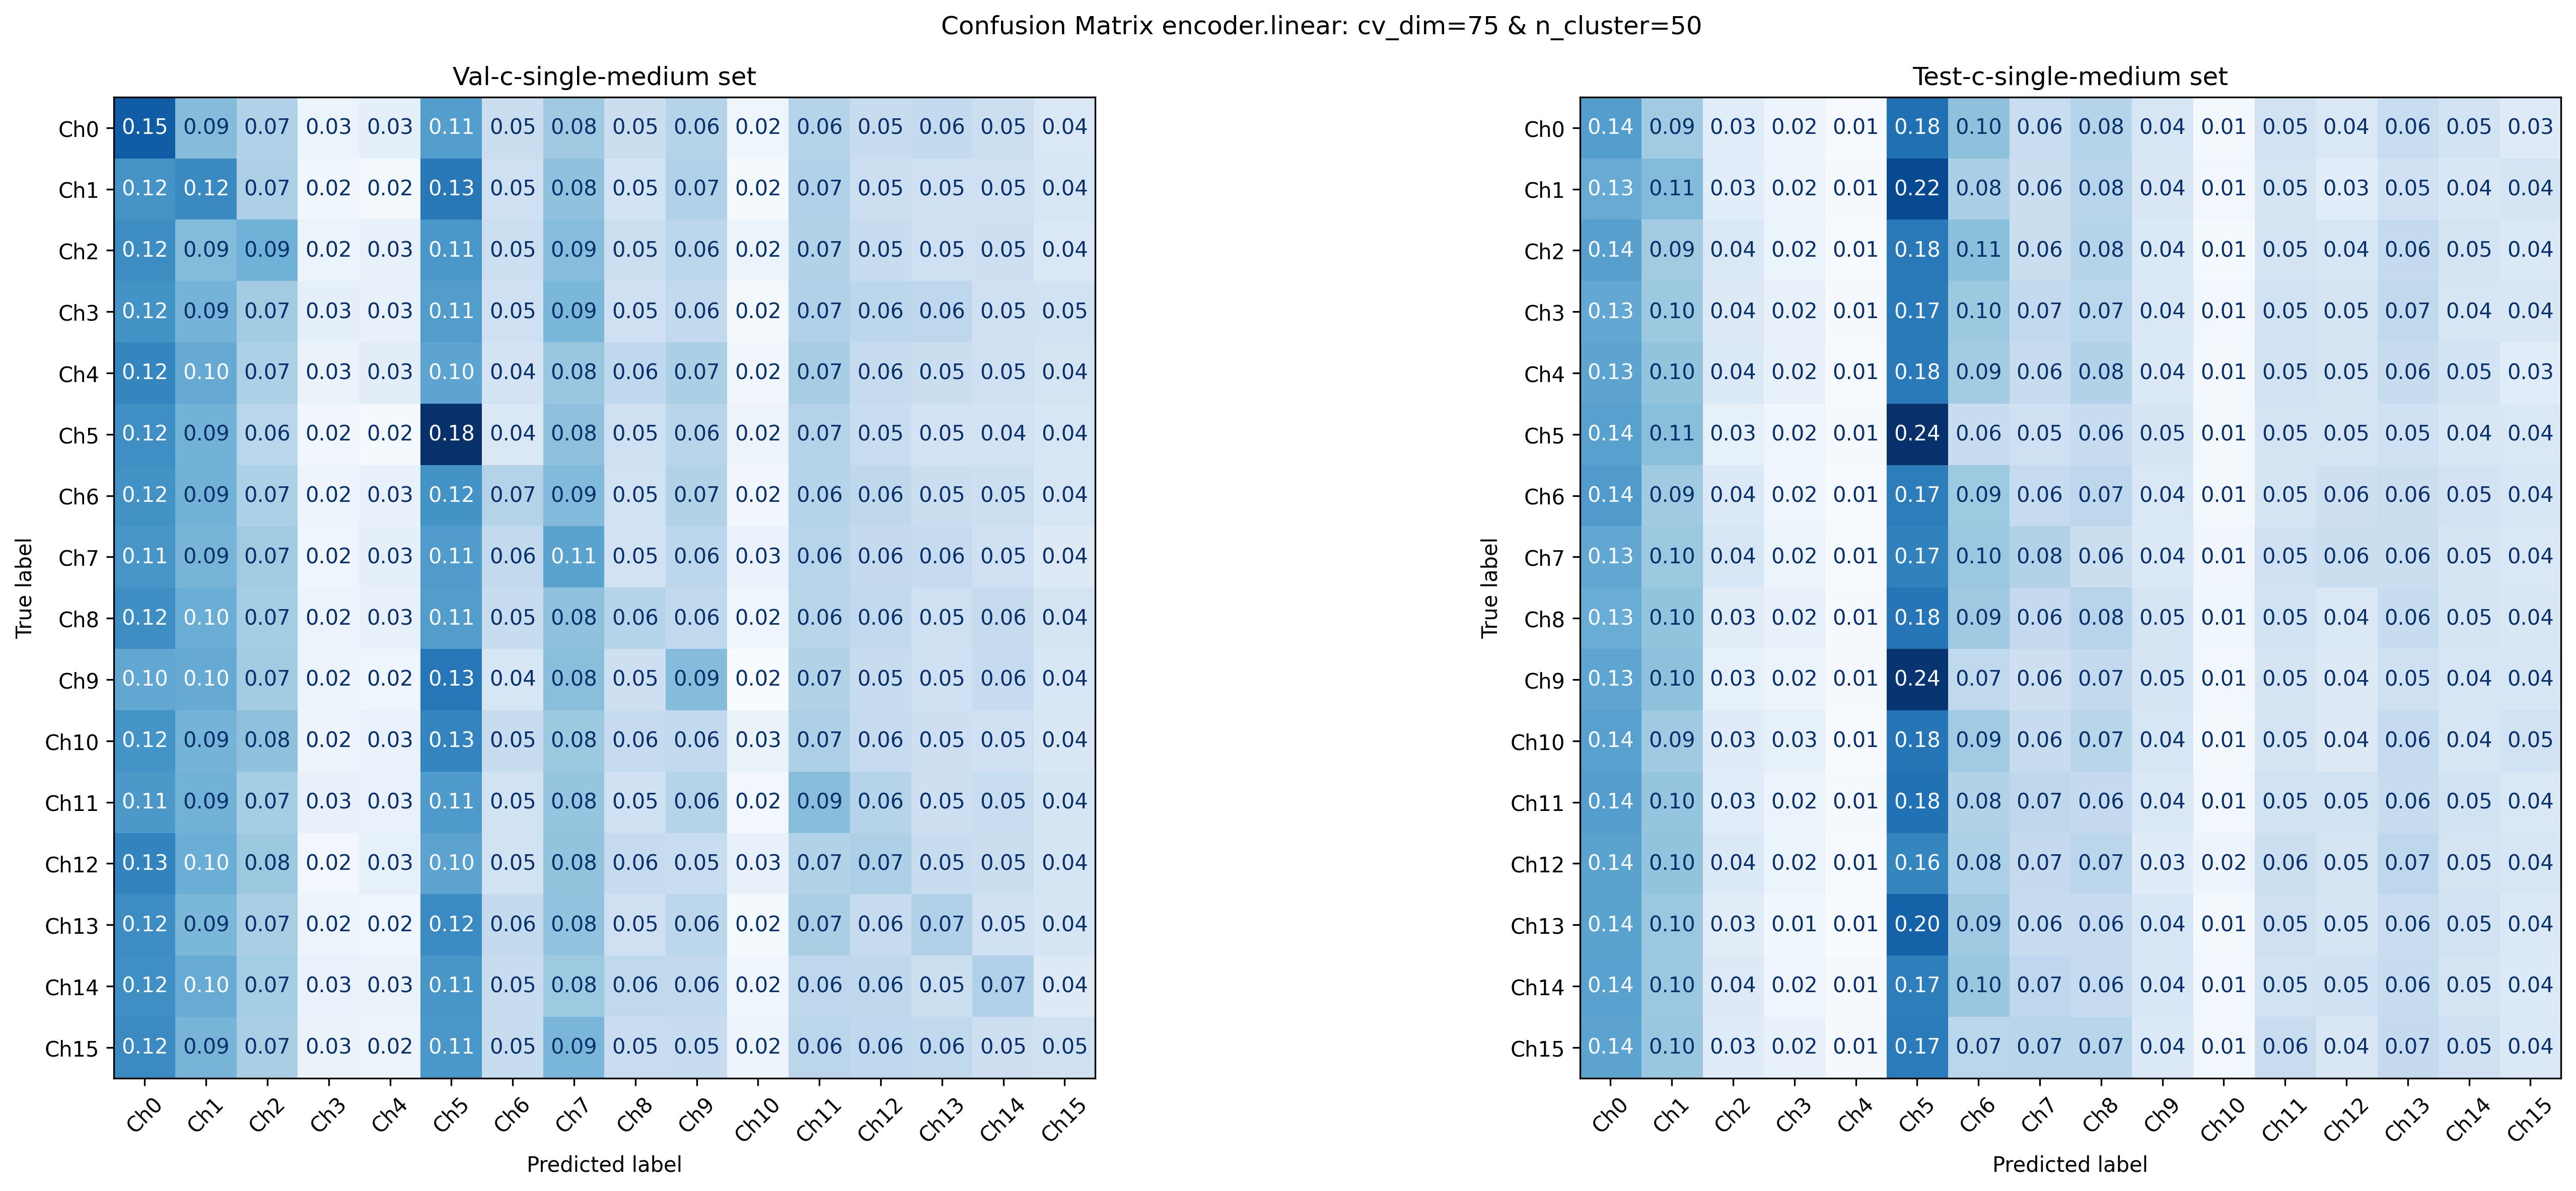 Confusion Matrix encoder.linear: cv_dim=75 & n_cluster=50
Val-c-single-medium set
True label
Ch0 0.15 0.09 0.07 0.03 0.03 0.11 0.05 0.08 0.05 0.06 0.02 0.06 0.05 0.06 0.05 0.04
Ch1 0.12 0.12 0.07 0.02 0.02 0.13 0.05 0.08 0.05 0.07 0.02 0.07 0.05 0.05 0.05 0.04
Ch2 0.12 0.09 0.09 0.02 0.03 0.11 0.05 0.09 0.05 0.06 0.02 0.07 0.05 0.05 0.05 0.04
Ch3 0.12 0.09 0.07 0.03 0.03 0.11 0.05 0.09 0.05 0.06 0.02 0.07 0.06 0.06 0.05 0.05
Ch4 0.12 0.10 0.07 0.03 0.03 0.10 0.04 0.08 0.06 0.07 0.02 0.07 0.06 0.05 0.05 0.04
Ch5 0.12 0.09 0.06 0.02 0.02 0.18 0.04 0.08 0.05 0.06 0.02 0.07 0.05 0.05 0.04 0.04
Ch6 0.12 0.09 0.07 0.02 0.03 0.12 0.07 0.09 0.05 0.07 0.02 0.06 0.06 0.05 0.05 0.04
Ch7 0.11 0.09 0.07 0.02 0.03 0.11 0.06 0.11 0.05 0.06 0.03 0.06 0.06 0.06 0.05 0.04
Ch8 0.12 0.10 0.07 0.02 0.03 0.11 0.05 0.08 0.06 0.06 0.02 0.06 0.06 0.05 0.06 0.04
Ch9 0.10 0.10 0.07 0.02 0.02 0.13 0.04 0.08 0.05 0.09 0.02 0.07 0.05 0.05 0.06 0.04
Ch10 0.12 0.09 0.08 0.02 0.03 0.13 0.05 0.08 0.06 0.06 0.03 0.07 0.06 0.05 0.05 0.04
Ch11 0.11 0.09 0.07 0.03 0.03 0.11 0.05 0.08 0.05 0.06 0.02 0.09 0.06 0.05 0.05 0.04
Ch12 0.13 0.10 0.08 0.02 0.03 0.10 0.05 0.08 0.06 0.05 0.03 0.07 0.07 0.05 0.05 0.04
Ch13 0.12 0.09 0.07 0.02 0.02 0.12 0.06 0.08 0.05 0.06 0.02 0.07 0.06 0.07 0.05 0.04
Ch14 0.12 0.10 0.07 0.03 0.03 0.11 0.05 0.08 0.06 0.06 0.02 0.06 0.06 0.05 0.07 0.04
Ch15 0.12 0.09 0.07 0.03 0.02 0.11 0.05 0.09 0.05 0.05 0.02 0.06 0.06 0.06 0.05 0.05
Ch0 Ch1 Ch2 Ch3 Ch4 Ch5 Ch6 Ch7 Ch8 Ch9 Ch10 Ch11 Ch12 Ch13 Ch14 Ch15
Predicted label
Test-c-single-medium set
True label
Ch0 0.14 0.09 0.03 0.02 0.01 0.18 0.10 0.06 0.08 0.04 0.01 0.05 0.04 0.06 0.05 0.03
Ch1 0.13 0.11 0.03 0.02 0.01 0.22 0.08 0.06 0.08 0.04 0.01 0.05 0.03 0.05 0.04 0.04
Ch2 0.14 0.09 0.04 0.02 0.01 0.18 0.11 0.06 0.08 0.04 0.01 0.05 0.04 0.06 0.05 0.04
Ch3 0.13 0.10 0.04 0.02 0.01 0.17 0.10 0.07 0.07 0.04 0.01 0.05 0.05 0.07 0.04 0.04
Ch4 0.13 0.10 0.04 0.02 0.01 0.18 0.09 0.06 0.08 0.04 0.01 0.05 0.05 0.06 0.05 0.03
Ch5 0.14 0.11 0.03 0.02 0.01 0.24 0.06 0.05 0.06 0.05 0.01 0.05 0.05 0.05 0.04 0.04
Ch6 0.14 0.09 0.04 0.02 0.01 0.17 0.09 0.06 0.07 0.04 0.01 0.05 0.06 0.06 0.05 0.04
Ch7 0.13 0.10 0.04 0.02 0.01 0.17 0.10 0.08 0.06 0.04 0.01 0.05 0.06 0.06 0.05 0.04
Ch8 0.13 0.10 0.03 0.02 0.01 0.18 0.09 0.06 0.08 0.05 0.01 0.05 0.04 0.06 0.05 0.04
Ch9 0.13 0.10 0.03 0.02 0.01 0.24 0.07 0.06 0.07 0.05 0.01 0.05 0.04 0.05 0.04 0.04
Ch10 0.14 0.09 0.03 0.03 0.01 0.18 0.09 0.06 0.07 0.04 0.01 0.05 0.04 0.06 0.04 0.05
Ch11 0.14 0.10 0.03 0.02 0.01 0.18 0.08 0.07 0.06 0.04 0.01 0.05 0.05 0.06 0.05 0.04
Ch12 0.14 0.10 0.04 0.02 0.01 0.16 0.08 0.07 0.07 0.03 0.02 0.06 0.05 0.07 0.05 0.04
Ch13 0.14 0.10 0.03 0.01 0.01 0.20 0.09 0.06 0.06 0.04 0.01 0.05 0.05 0.06 0.05 0.04
Ch14 0.14 0.10 0.04 0.02 0.01 0.17 0.10 0.07 0.06 0.04 0.01 0.05 0.05 0.06 0.05 0.04
Ch15 0.14 0.10 0.03 0.02 0.01 0.17 0.07 0.07 0.07 0.04 0.01 0.06 0.04 0.07 0.05 0.04
Ch0 Ch1 Ch2 Ch3 Ch4 Ch5 Ch6 Ch7 Ch8 Ch9 Ch10 Ch11 Ch12 Ch13 Ch14 Ch15
Predicted label